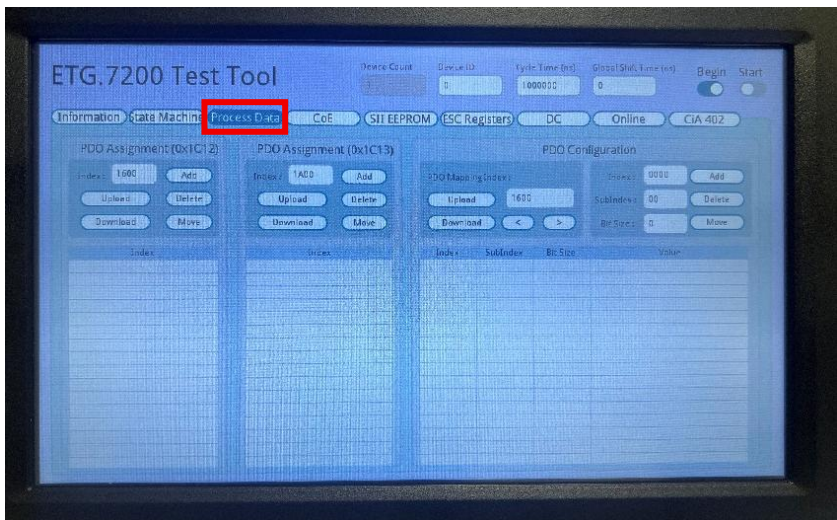 ETG.7200 Test Tool
Device Count Device ID Cycle Time (ns) Global Shift Time (ns) Begin Start
0 1000000 0
Information State Machine Process Data CoE SII EEPROM ESC Registers DC Online CiA 402
PDO Assignment (0x1C12) PDO Assignment (0x1C13) PDO Configuration
Index: 1600 Add Index: 1A00 Add PDO Mapping Index: Index: 0000 Add
Upload Delete Upload Delete Upload 1600 SubIndex: 00 Delete
Download Move Download Move Download < > Bit Size: 0 Move
Index Index Index SubIndex Bit Size Value